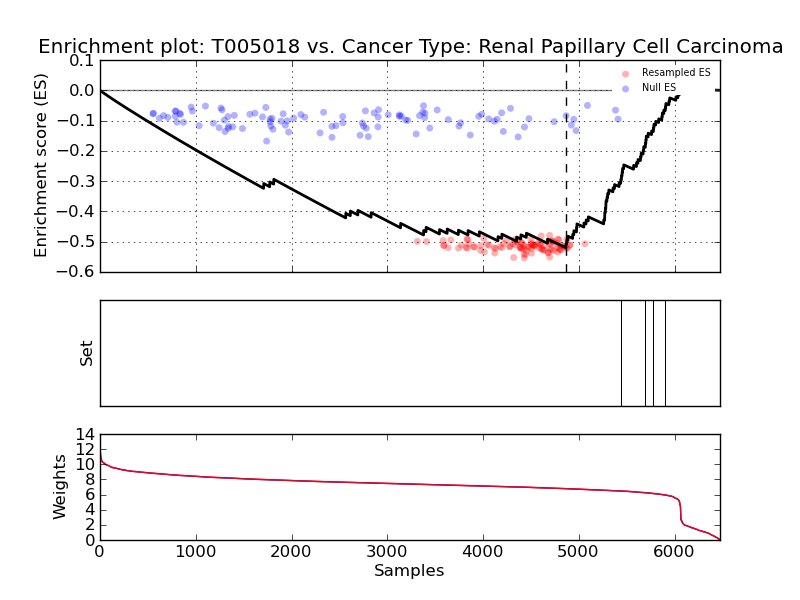 Enrichment plot: T005018 vs. Cancer Type: Renal Papillary Cell Carcinoma
Enrichment score (ES)
0.1
0.0
−0.1
−0.2
−0.3
−0.4
−0.5
−0.6
Resampled ES
Null ES
Set
Weights
14
12
10
8
6
4
2
0
0 1000 2000 3000 4000 5000 6000
Samples